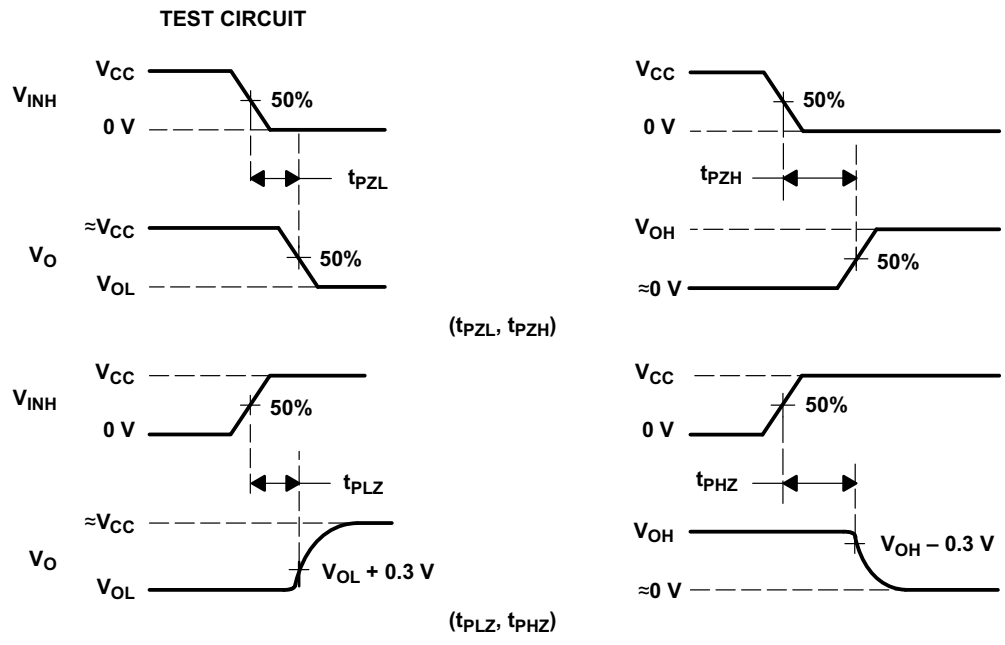 TEST CIRCUIT
VCC
VINH
50%
0 V
tPZL
≈VCC
VO
50%
VOL
VCC
50%
0 V
tPZH
VOH
50%
≈0 V
(tPZL, tPZH)
VCC
VINH
50%
0 V
tPLZ
≈VCC
VO
VOL + 0.3 V
VOL
VCC
50%
0 V
tPHZ
VOH
VOH – 0.3 V
≈0 V
(tPLZ, tPHZ)